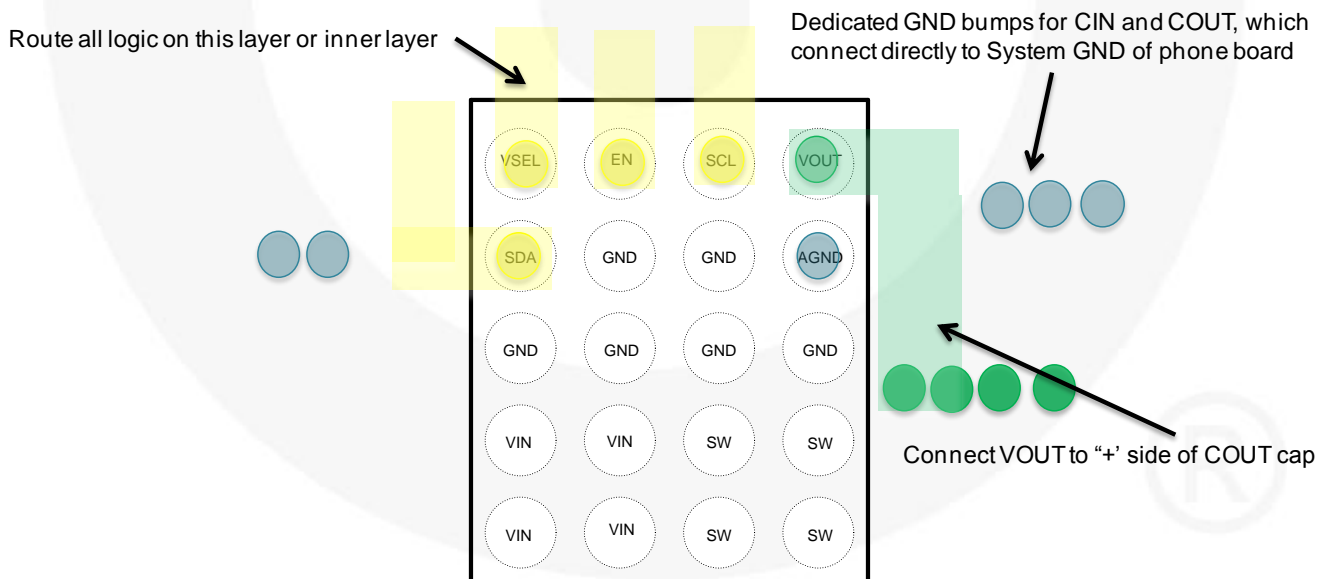 Route all logic on this layer or inner layer
Dedicated GND bumps for CIN and COUT, which
connect directly to System GND of phone board
VSEL EN SCL VOUT
SDA GND GND AGND
GND GND GND GND
VIN VIN SW SW
Connect VOUT to “+’ side of COUT cap
VIN VIN SW SW
®